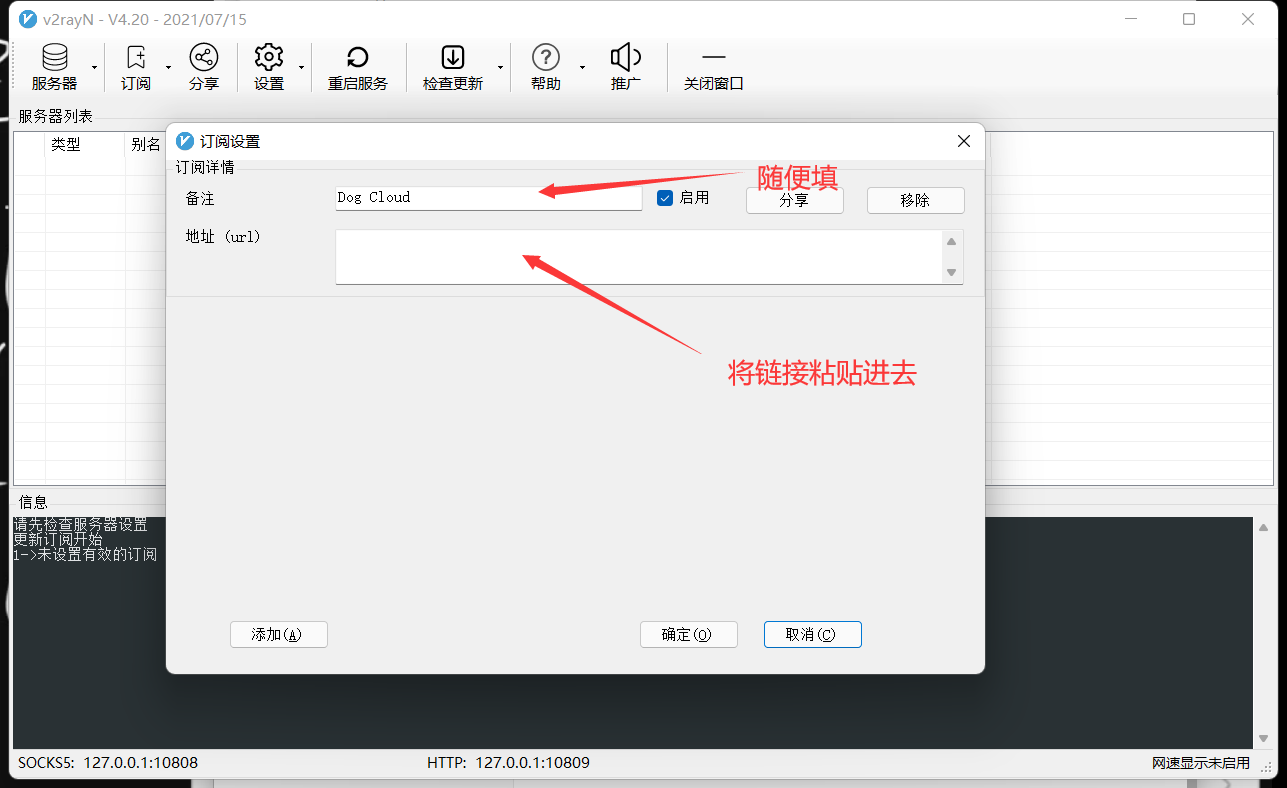 v2rayN - V4.20 - 2021/07/15
服务器 订阅 分享 设置 重启服务 检查更新 帮助 推广 关闭窗口
服务器列表
类型 别名
订阅设置
订阅详情
随便填
备注 Dog Cloud 启用 分享 移除
地址 (url)
将链接粘贴进去
信息
请先检查服务器设置
更新订阅开始
1->未设置有效的订阅
添加(A) 确定(O) 取消(C)
SOCKS5: 127.0.0.1:10808 HTTP: 127.0.0.1:10809 网速显示未启用